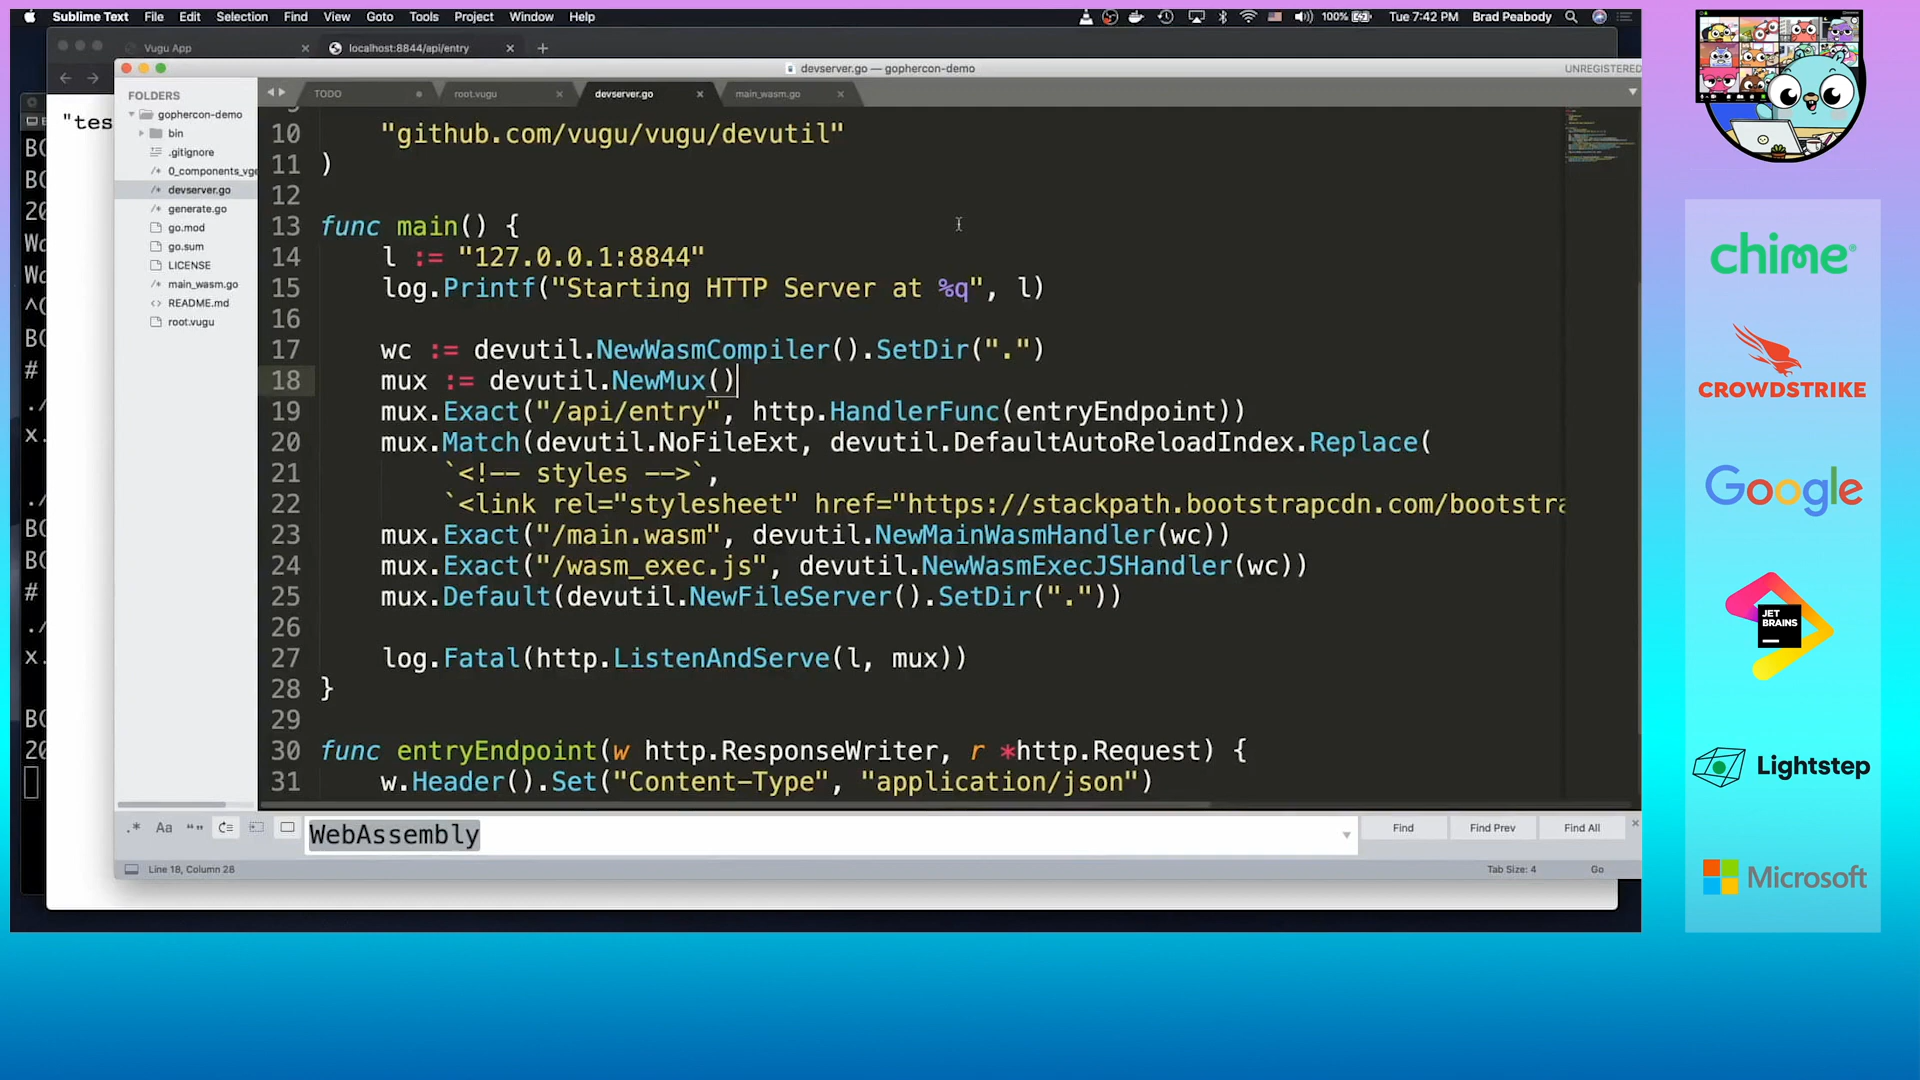 Sublime Text File Edit Selection Find View Goto Tools Project Window Help
100% Tue 7:42 PM Brad Peabody
Vugu App
localhost:8844/api/entry
devserver.go — gophercon-demo
UNREGISTERED
"tes
FOLDERS
gophercon-demo
bin
.gitignore
0_components_vge
devserver.go
generate.go
go.mod
go.sum
LICENSE
main_wasm.go
README.md
root.vugu
TODO
root.vugu
devserver.go
main_wasm.go
10 "github.com/vugu/vugu/devutil"
11 )
12
13 func main() {
14 l := "127.0.0.1:8844"
15 log.Printf("Starting HTTP Server at %q", l)
16
17 wc := devutil.NewWasmCompiler().SetDir(".")
18 mux := devutil.NewMux()
19 mux.Exact("/api/entry", http.HandlerFunc(entryEndpoint))
20 mux.Match(devutil.NoFileExt, devutil.DefaultAutoReloadIndex.Replace(
21 `<!-- styles -->`,
22 `<link rel="stylesheet" href="https://stackpath.bootstrapcdn.com/bootstra
23 mux.Exact("/main.wasm", devutil.NewMainWasmHandler(wc))
24 mux.Exact("/wasm_exec.js", devutil.NewWasmExecJSHandler(wc))
25 mux.Default(devutil.NewFileServer().SetDir("."))
26
27 log.Fatal(http.ListenAndServe(l, mux))
28 }
29
30 func entryEndpoint(w http.ResponseWriter, r *http.Request) {
31 w.Header().Set("Content-Type", "application/json")
.* Aa “”
WebAssembly
Find
Find Prev
Find All
Line 18, Column 28
Tab Size: 4
Go
chime
CROWDSTRIKE
Google
JET
BRAINS
Lightstep
Microsoft